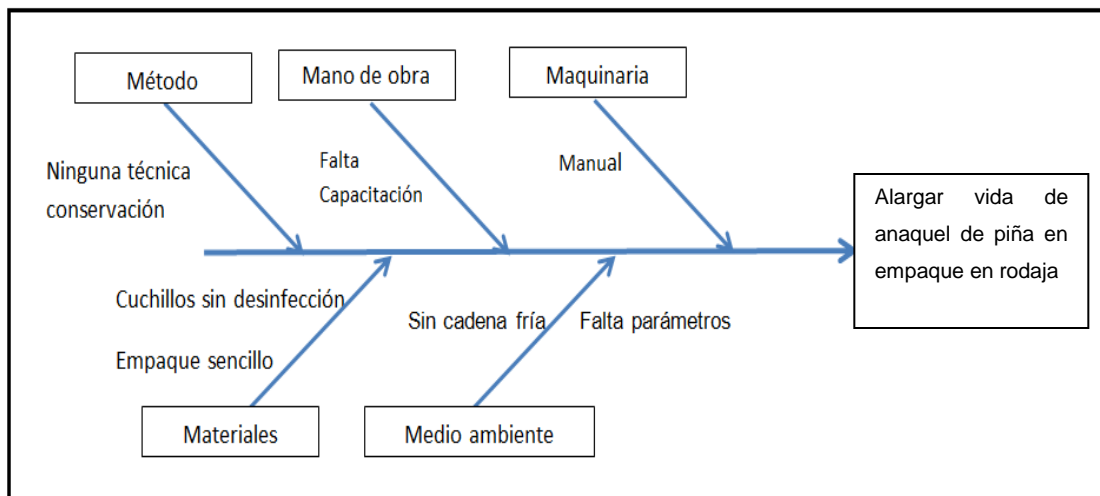 Método
Mano de obra
Maquinaria
Ninguna técnica
conservación
Falta
Capacitación
Manual
Alargar vida de
anaquel de piña en
empaque en rodaja
Cuchillos sin desinfección
Empaque sencillo
Sin cadena fría
Falta parámetros
Materiales
Medio ambiente